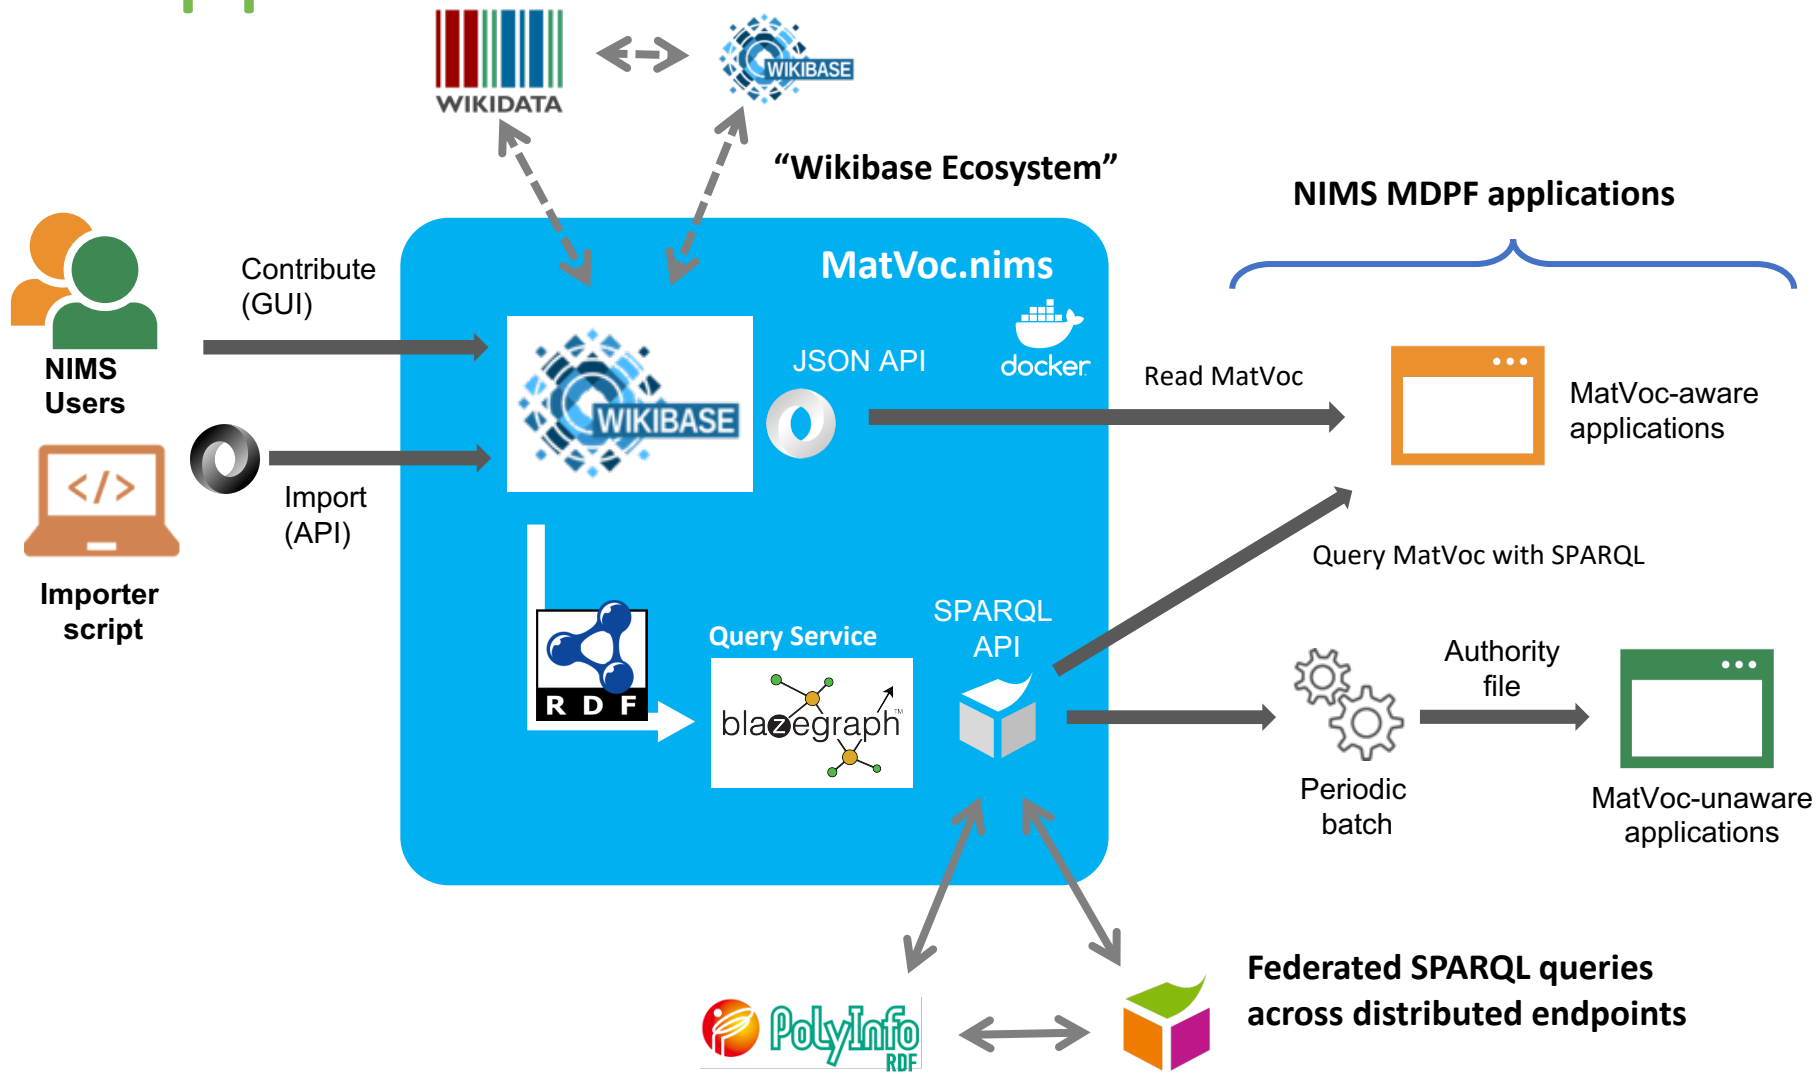 WIKIDATA
WIKIBASE
“Wikibase Ecosystem”
NIMS MDPF applications
MatVoc.nims
Contribute
(GUI)
NIMS
Users
WIKIBASE
JSON API
docker
Read MatVoc
MatVoc-aware
applications
</>
Import
(API)
Importer
script
Query MatVoc with SPARQL
RDF
Query Service
blazegraph™
SPARQL
API
Authority
file
Periodic
batch
MatVoc-unaware
applications
PolyInfo
RDF
Federated SPARQL queries
across distributed endpoints